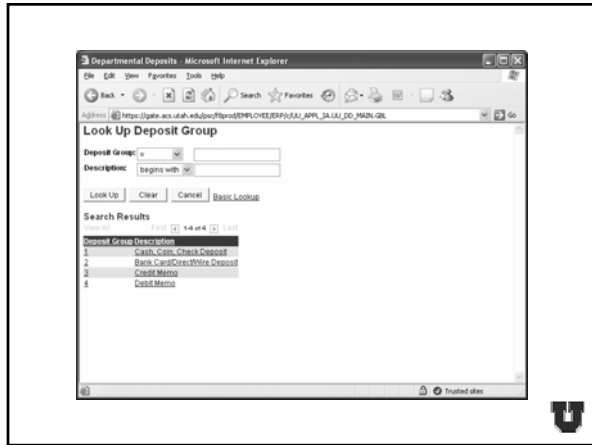 Departmental Deposits - Microsoft Internet Explorer
File Edit View Favorites Tools Help
Back Search Favorites
Address https://gate.acs.utah.edu/psc/f8prod/EMPLOYEE/ERP/c/UU_APPL_IA.UU_DD_MAIN.GBL Go
Look Up Deposit Group
Deposit Group: =
Description: begins with
Look Up Clear Cancel Basic Lookup
Search Results
View All First 1-4 of 4 Last
Deposit Group Description
1 Cash, Coin, Check Deposit
2 Bank Card/Direct/Wire Deposit
3 Credit Memo
4 Debit Memo
Trusted sites
U